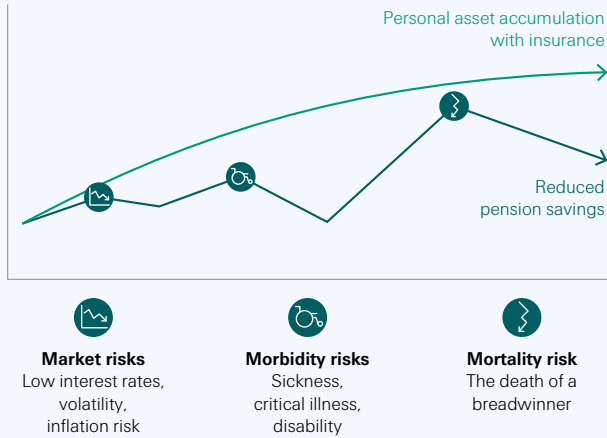 Personal asset accumulation
with insurance
Reduced
pension savings
Market risks
Low interest rates,
volatility,
inflation risk
Morbidity risks
Sickness,
critical illness,
disability
Mortality risk
The death of a
breadwinner